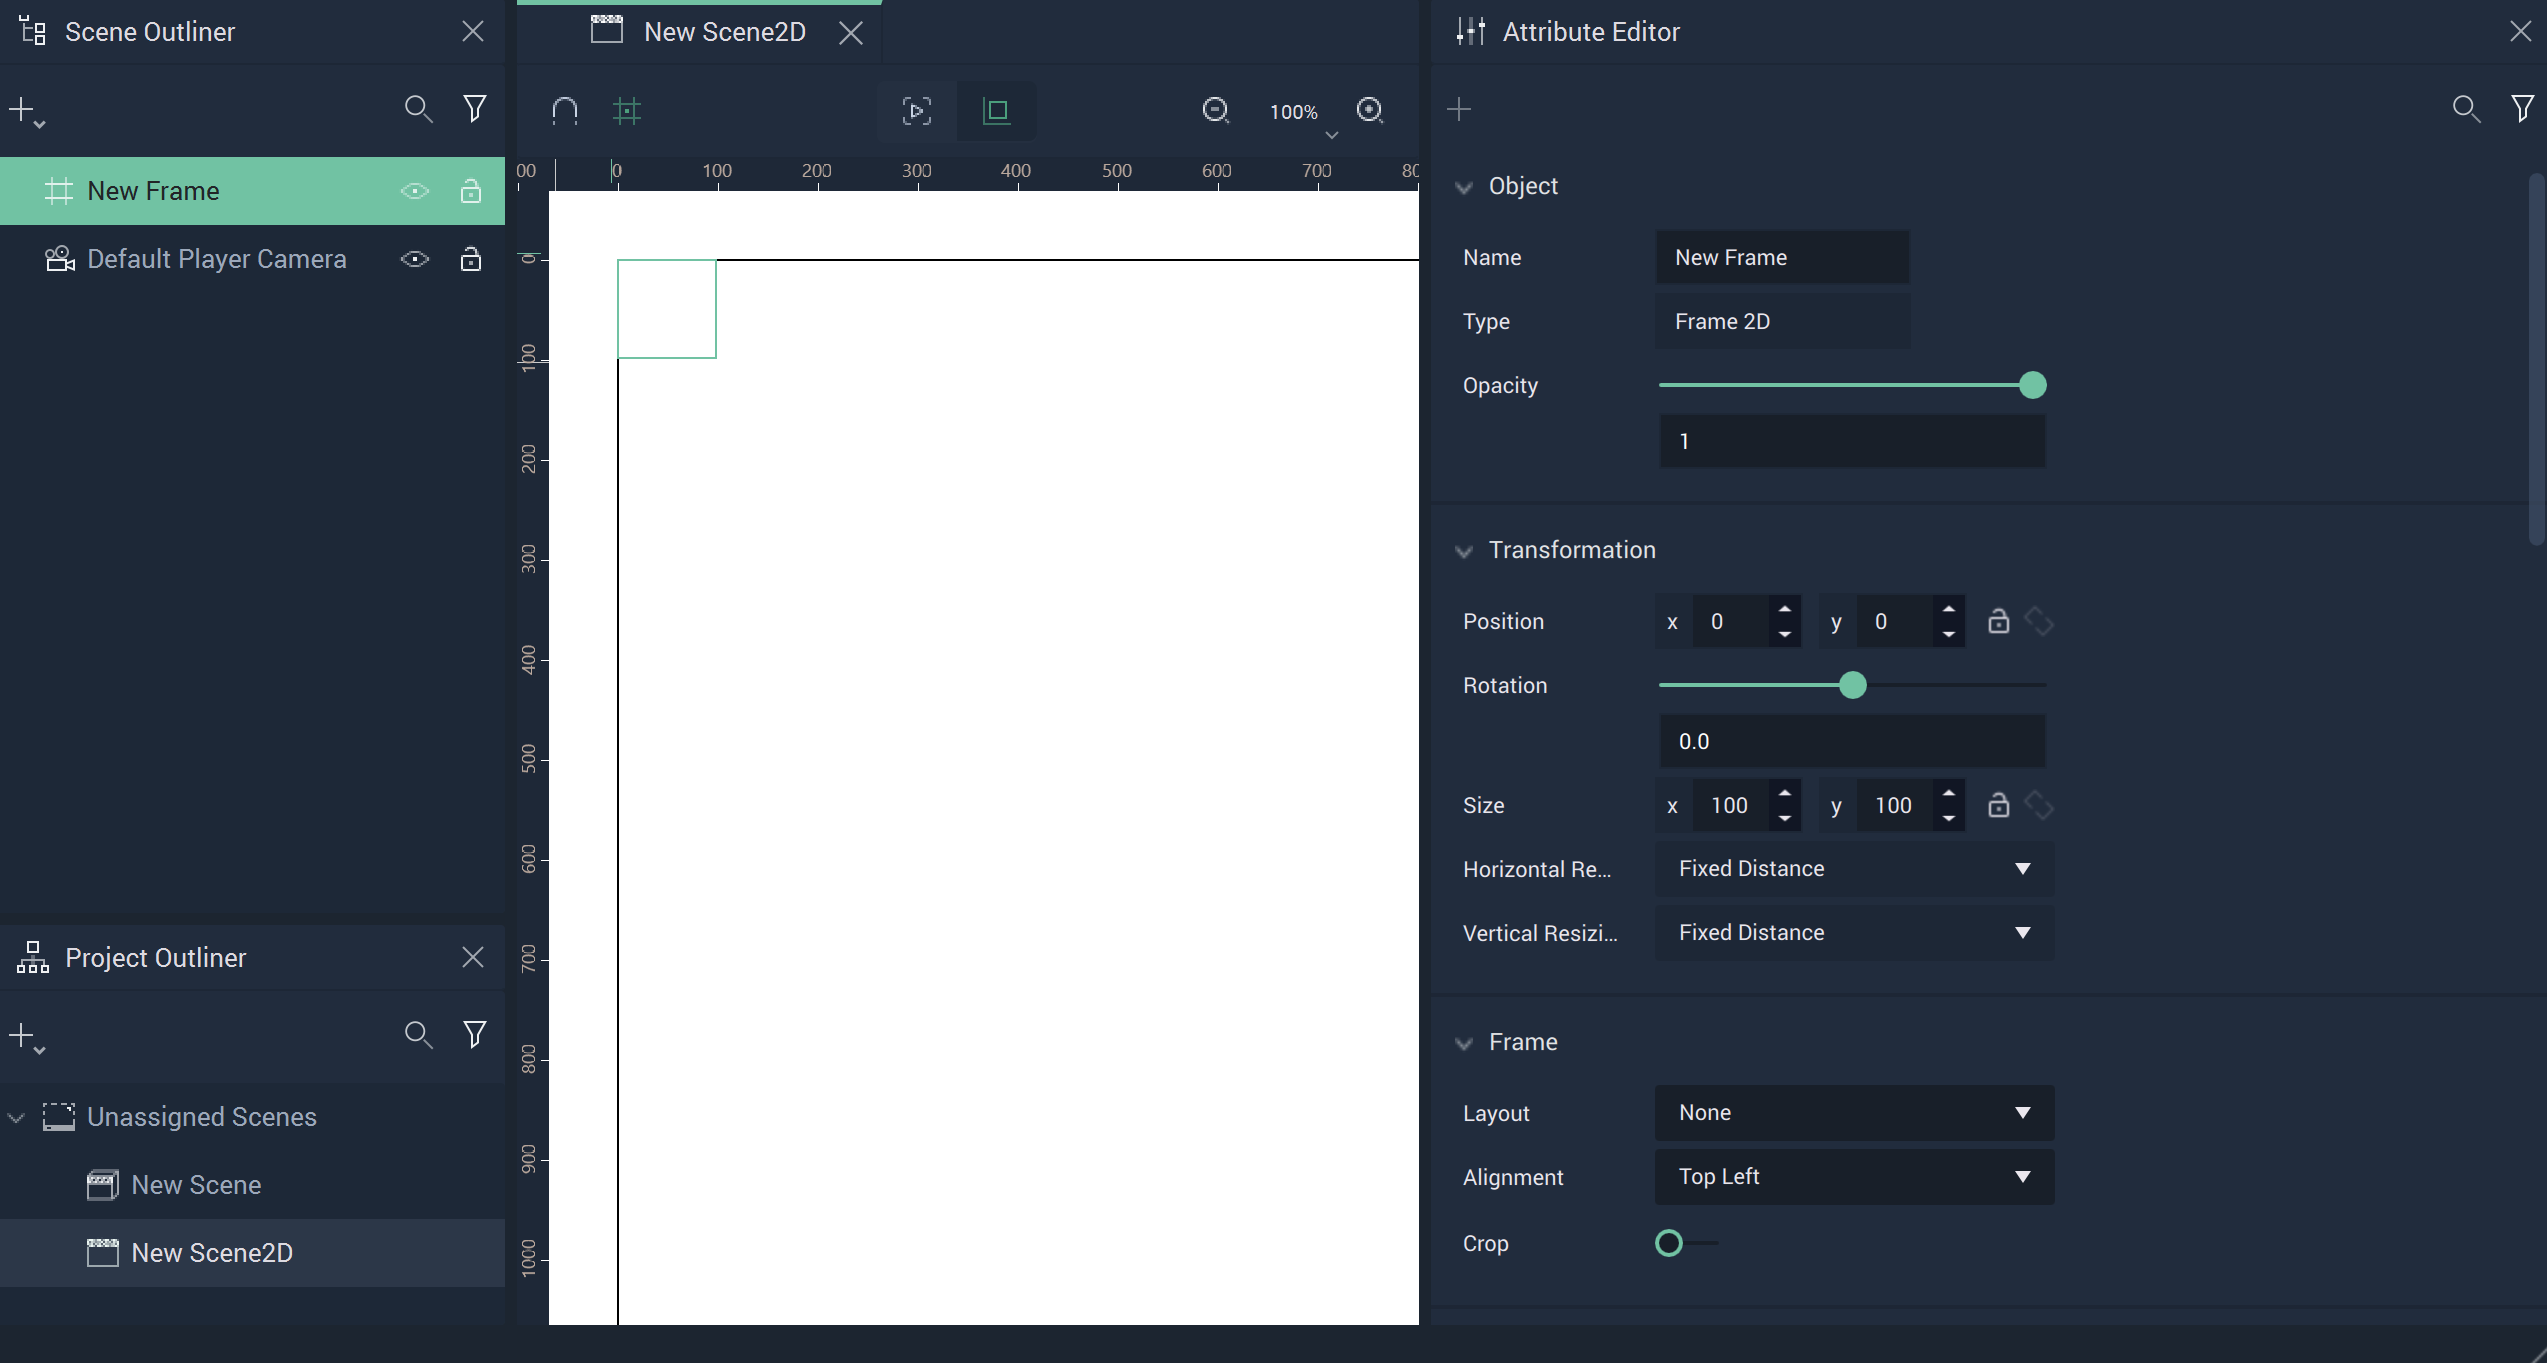 Scene Outliner
New Frame
Default Player Camera
Project Outliner
Unassigned Scenes
New Scene
New Scene2D
New Scene2D
100%
00 0 100 200 300 400 500 600 700 80
0
100
200
300
400
500
600
700
800
900
1000
Attribute Editor
Object
Name New Frame
Type Frame 2D
Opacity
1
Transformation
Position x 0 y 0
Rotation
0.0
Size x 100 y 100
Horizontal Re... Fixed Distance
Vertical Resizi... Fixed Distance
Frame
Layout None
Alignment Top Left
Crop